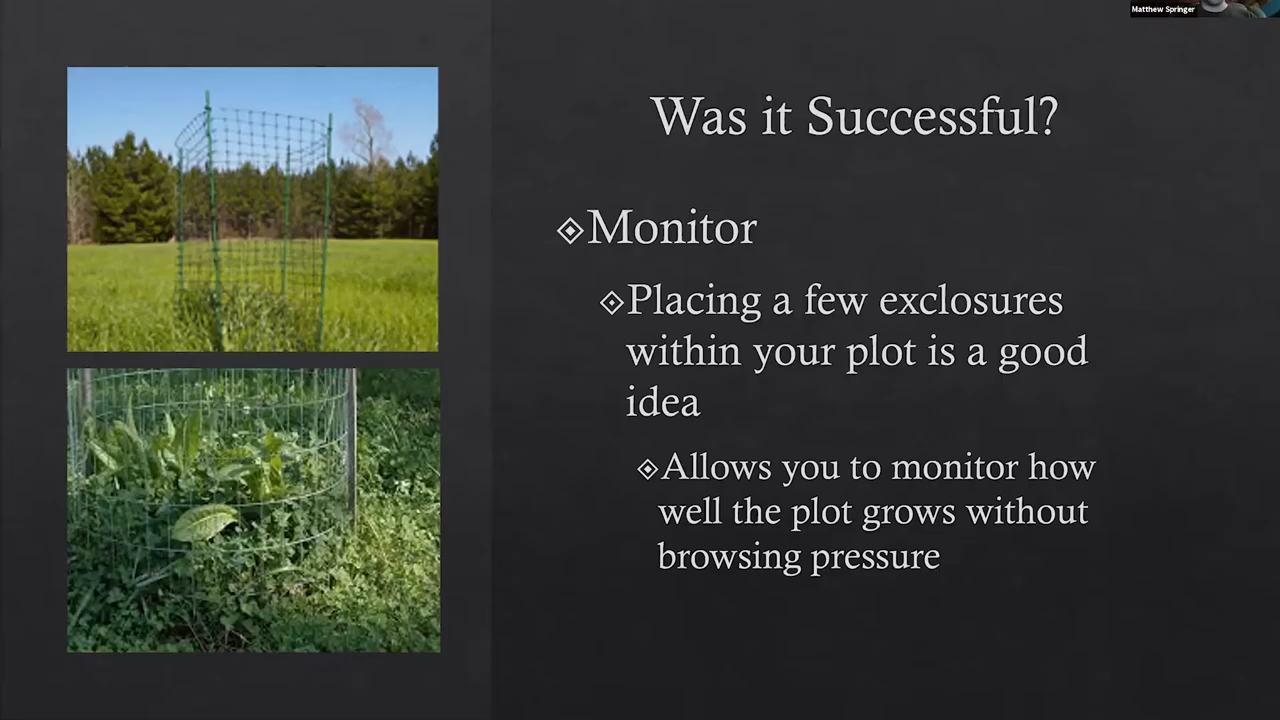 Matthew Springer
Was it Successful?
Monitor
Placing a few exclosures
within your plot is a good
idea
Allows you to monitor how
well the plot grows without
browsing pressure